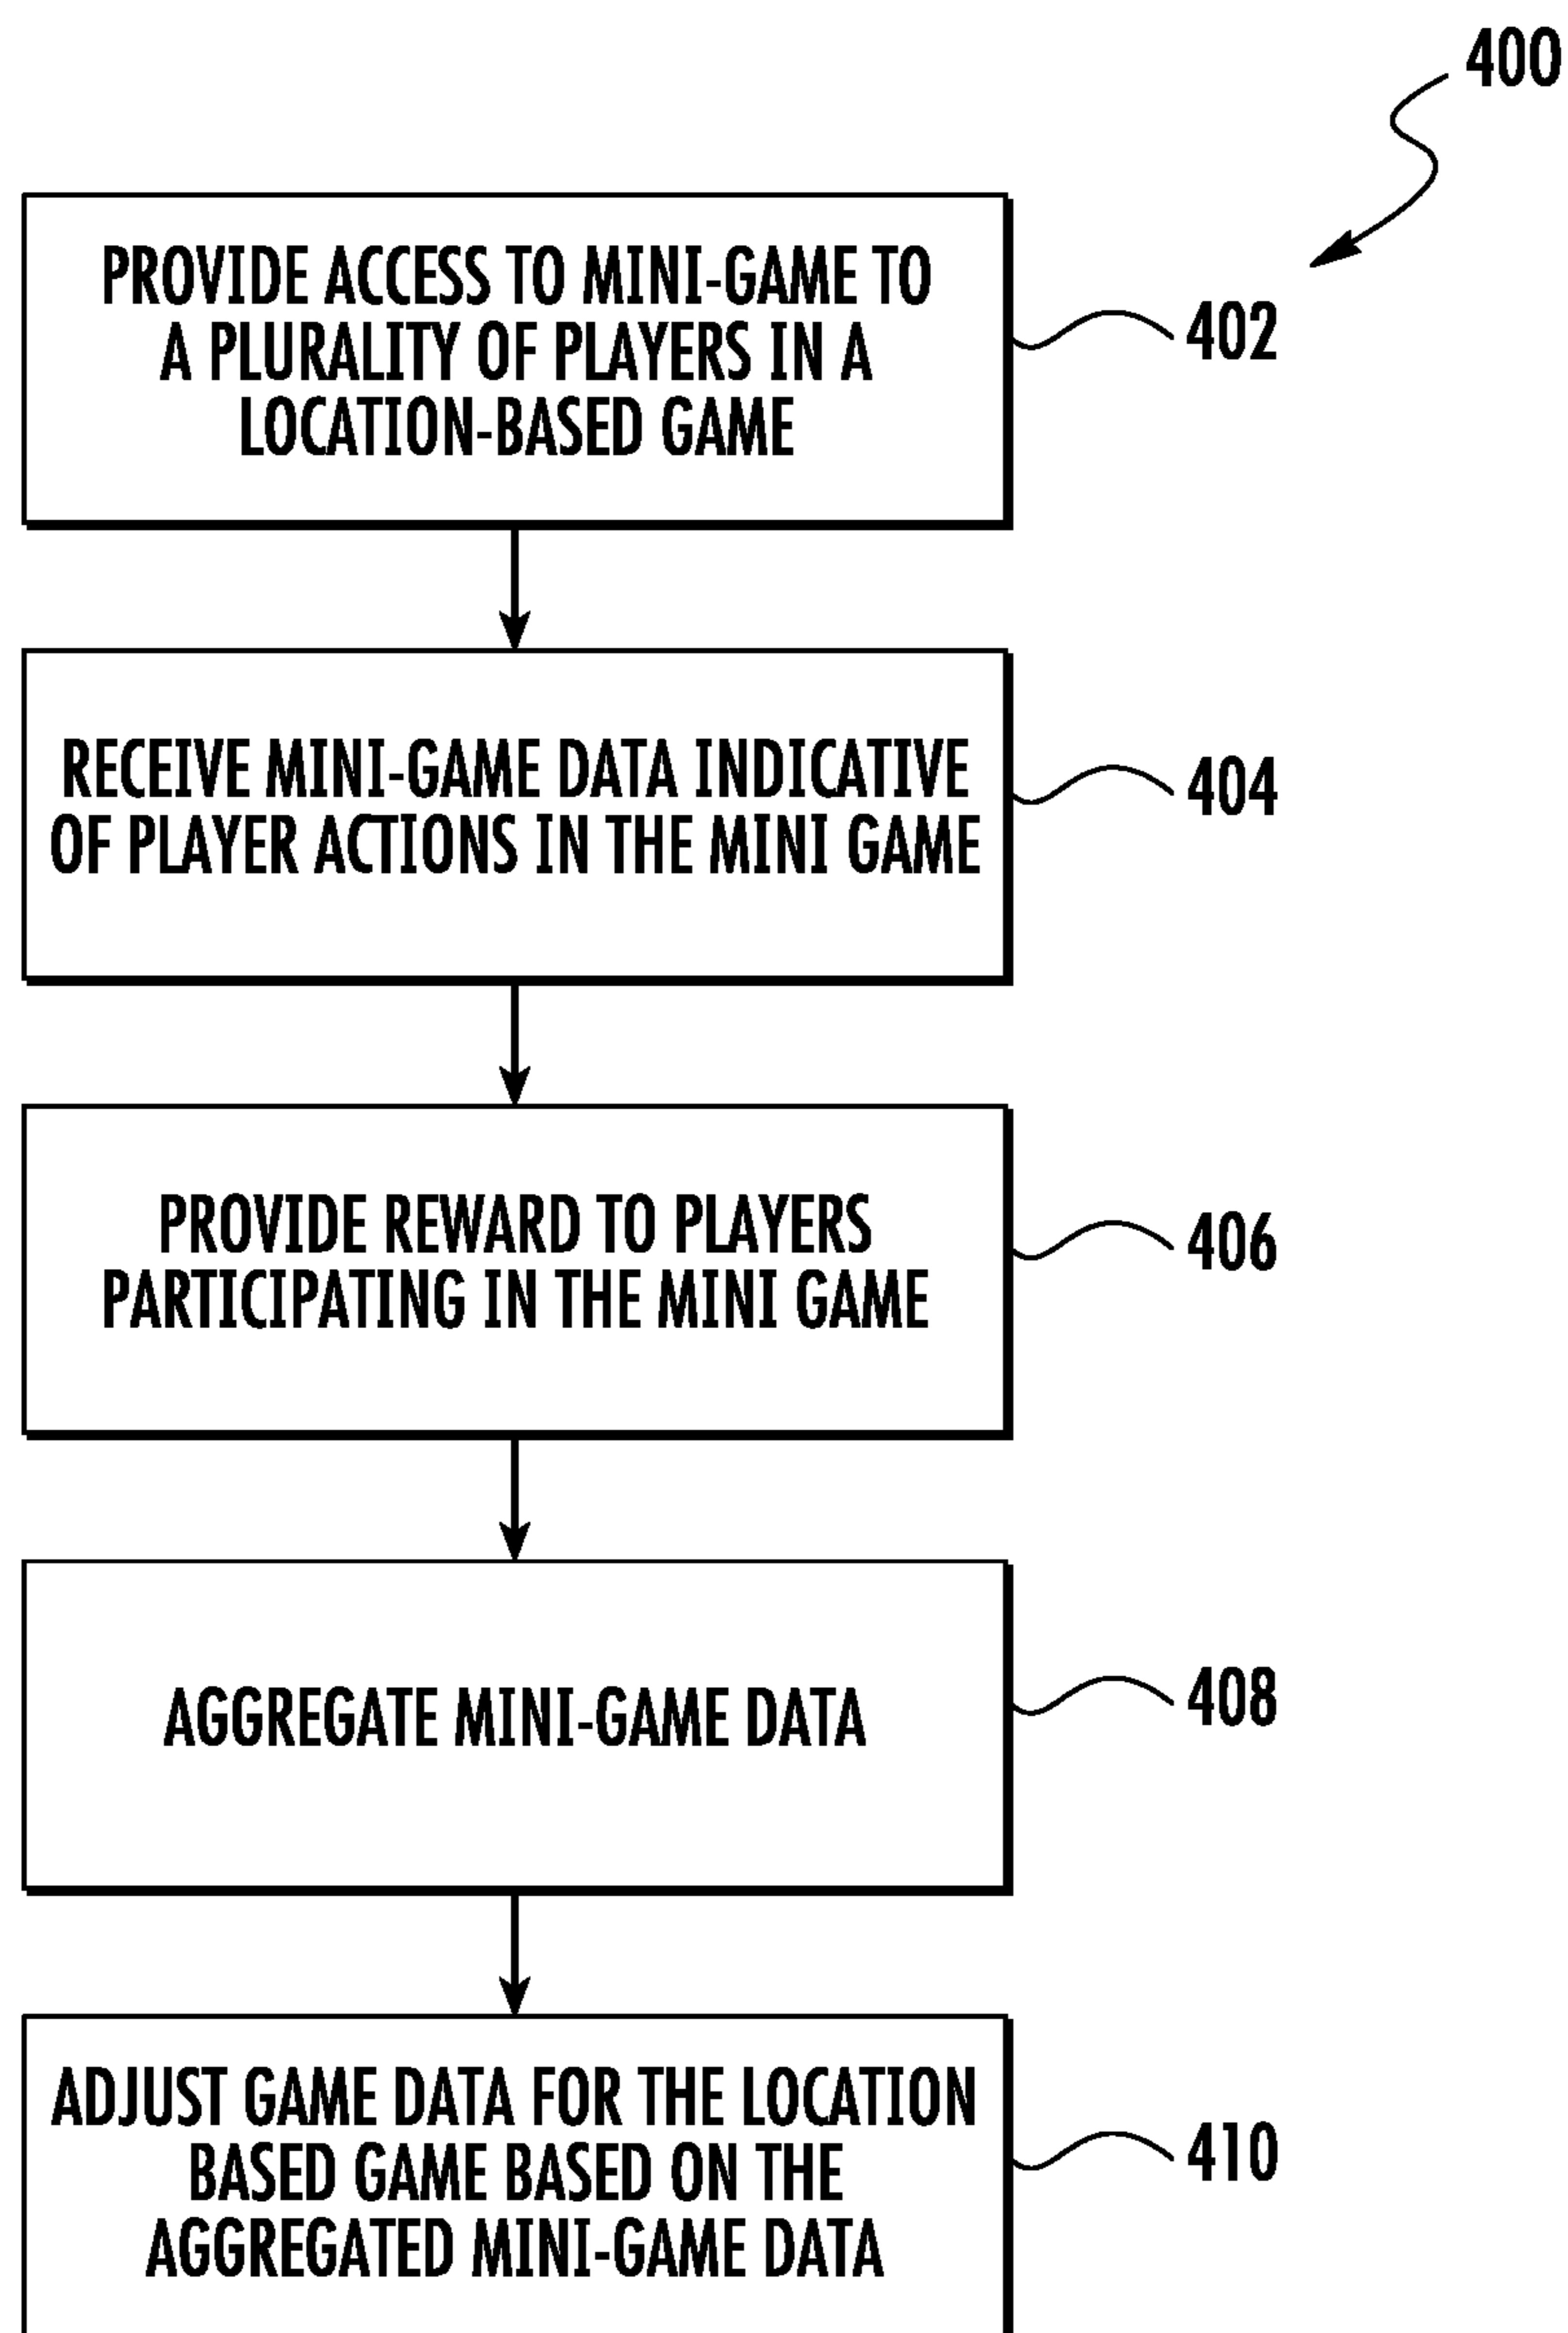 400
PROVIDE ACCESS TO MINI-GAME TO
A PLURALITY OF PLAYERS IN A
LOCATION-BASED GAME
402
RECEIVE MINI-GAME DATA INDICATIVE
OF PLAYER ACTIONS IN THE MINI GAME
404
PROVIDE REWARD TO PLAYERS
PARTICIPATING IN THE MINI GAME
406
AGGREGATE MINI-GAME DATA
408
ADJUST GAME DATA FOR THE LOCATION
BASED GAME BASED ON THE
AGGREGATED MINI-GAME DATA
410